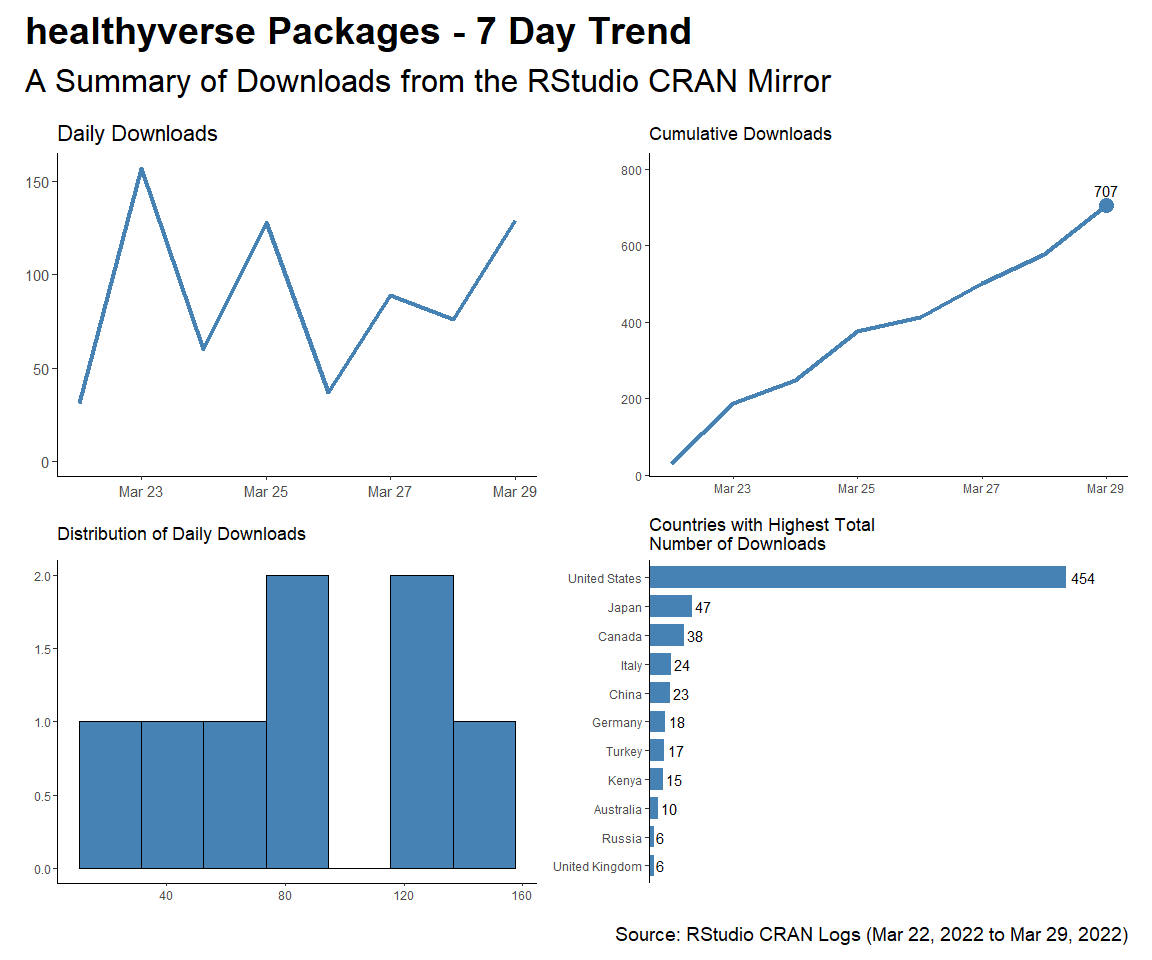 healthyverse Packages - 7 Day Trend
A Summary of Downloads from the RStudio CRAN Mirror
Daily Downloads
150
100
50
0
Mar 23 Mar 25 Mar 27 Mar 29
Cumulative Downloads
800
600
400
200
0
707
Mar 23 Mar 25 Mar 27 Mar 29
Distribution of Daily Downloads
2.0
1.5
1.0
0.5
0.0
40 80 120 160
Countries with Highest Total
Number of Downloads
United States 454
Japan 47
Canada 38
Italy 24
China 23
Germany 18
Turkey 17
Kenya 15
Australia 10
Russia 6
United Kingdom 6
Source: RStudio CRAN Logs (Mar 22, 2022 to Mar 29, 2022)